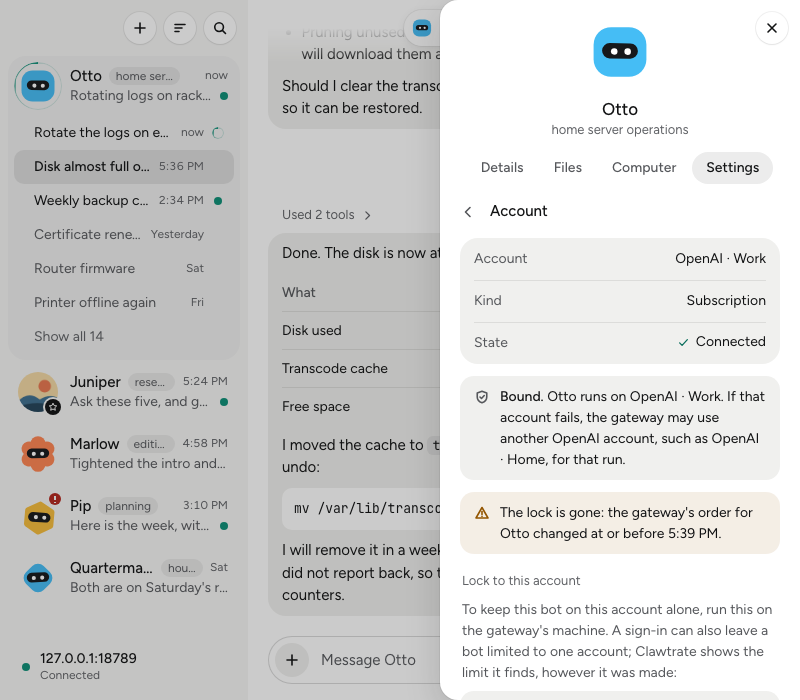 Otto
home ser...
now
Rotating logs on rack...
Rotate the logs on e...
now
Disk almost full o...
5:36 PM
Weekly backup c...
2:34 PM
Certificate rene...
Yesterday
Router firmware
Sat
Printer offline again
Fri
Show all 14
Juniper
rese...
5:24 PM
Ask these five, and g...
Marlow
editi...
4:58 PM
Tightened the intro and...
Pip
planning
3:10 PM
Here is the week, wit...
Quarterma...
hou...
Sat
Both are on Saturday's r...
127.0.0.1:18789
Connected
Pruning unused
will download them a
Should I clear the transc
so it can be restored.
Used 2 tools
Done. The disk is now at
What
Disk used
Transcode cache
Free space
I moved the cache to t
undo:
mv /var/lib/transco
I will remove it in a week
did not report back, so t
counters.
Message Otto
Otto
home server operations
Details
Files
Computer
Settings
Account
Account
OpenAI · Work
Kind
Subscription
State
Connected
Bound. Otto runs on OpenAI · Work. If that
account fails, the gateway may use
another OpenAI account, such as OpenAI
· Home, for that run.
The lock is gone: the gateway's order for
Otto changed at or before 5:39 PM.
Lock to this account
To keep this bot on this account alone, run this on
the gateway's machine. A sign-in can also leave a
bot limited to one account; Clawtrate shows the
limit it finds, however it was made: